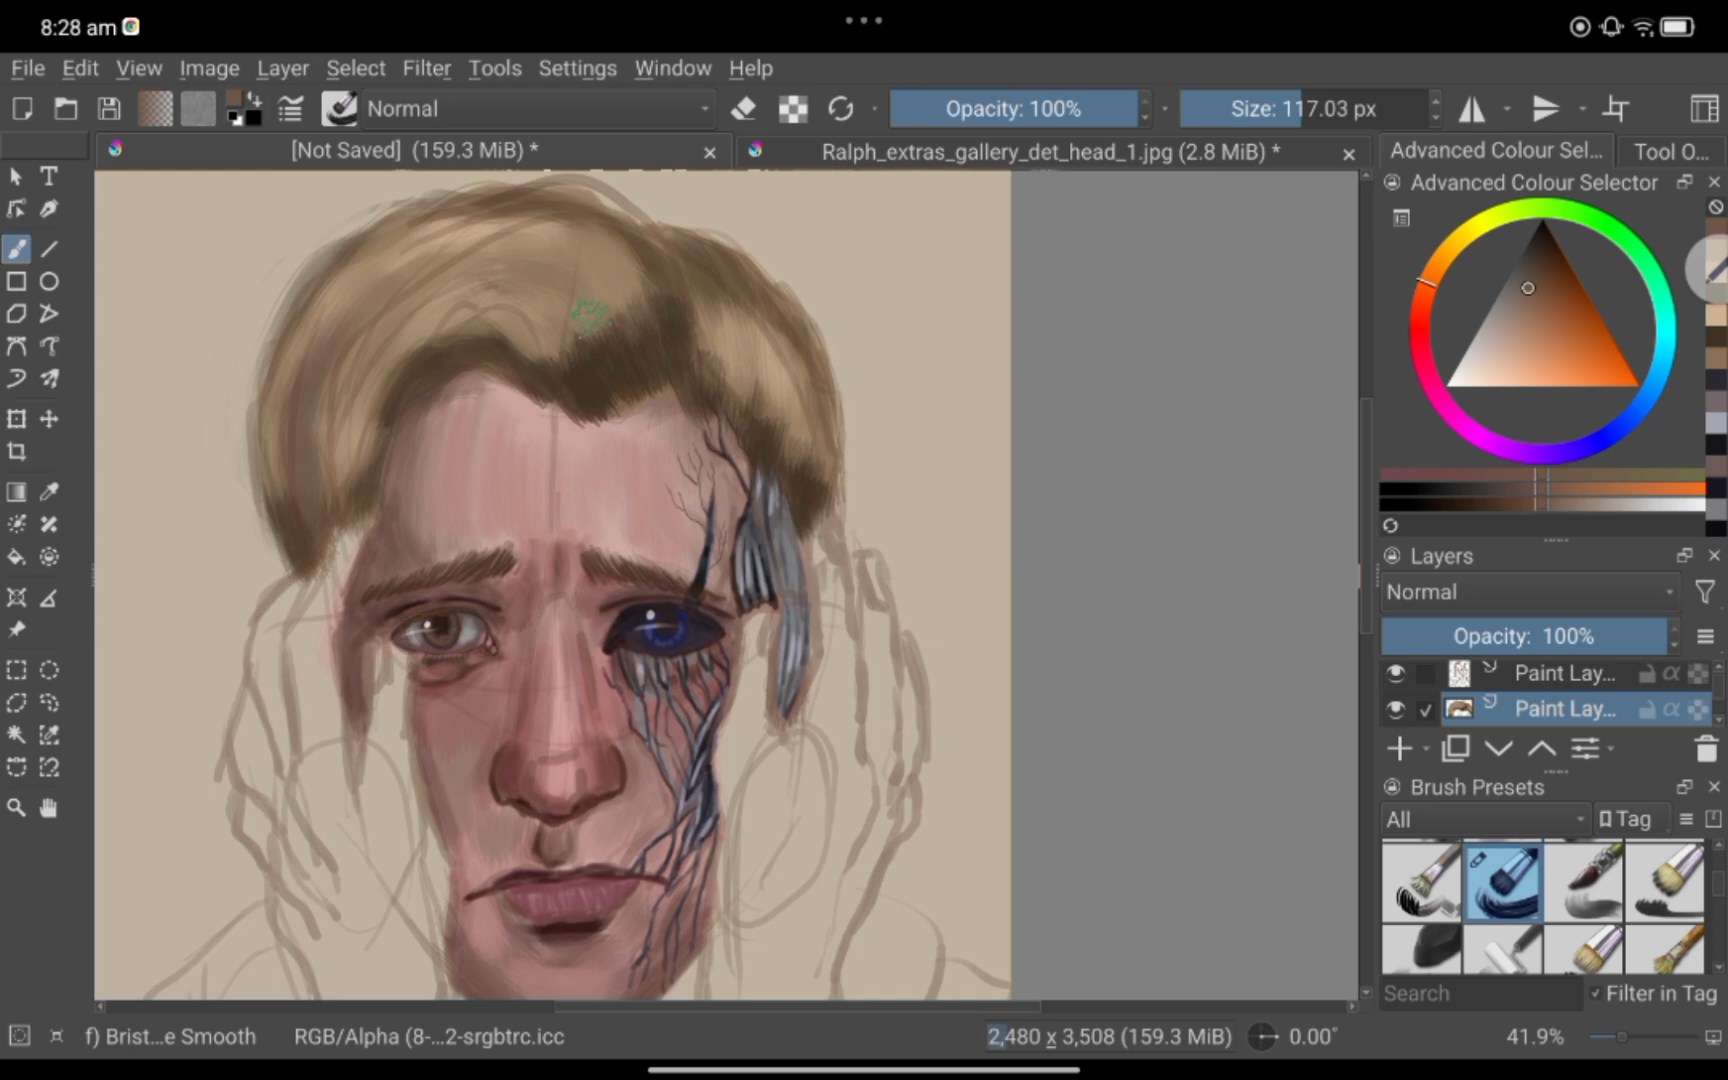 8:28 am
File Edit View Image Layer Select Filter Tools Settings Window Help
Normal
Opacity: 100%
Size: 117.03 px
[Not Saved] (159.3 MiB) *
Ralph_extras_gallery_det_head_1.jpg (2.8 MiB) *
Advanced Colour Sel...
Tool O...
Advanced Colour Selector
Layers
Normal
Opacity: 100%
Paint Lay...
Paint Lay...
Brush Presets
All
Tag
Search
Filter in Tag
f) Brist...e Smooth
RGB/Alpha (8-...2-srgbtrc.icc
2,480 x 3,508 (159.3 MiB)
0.00°
41.9%